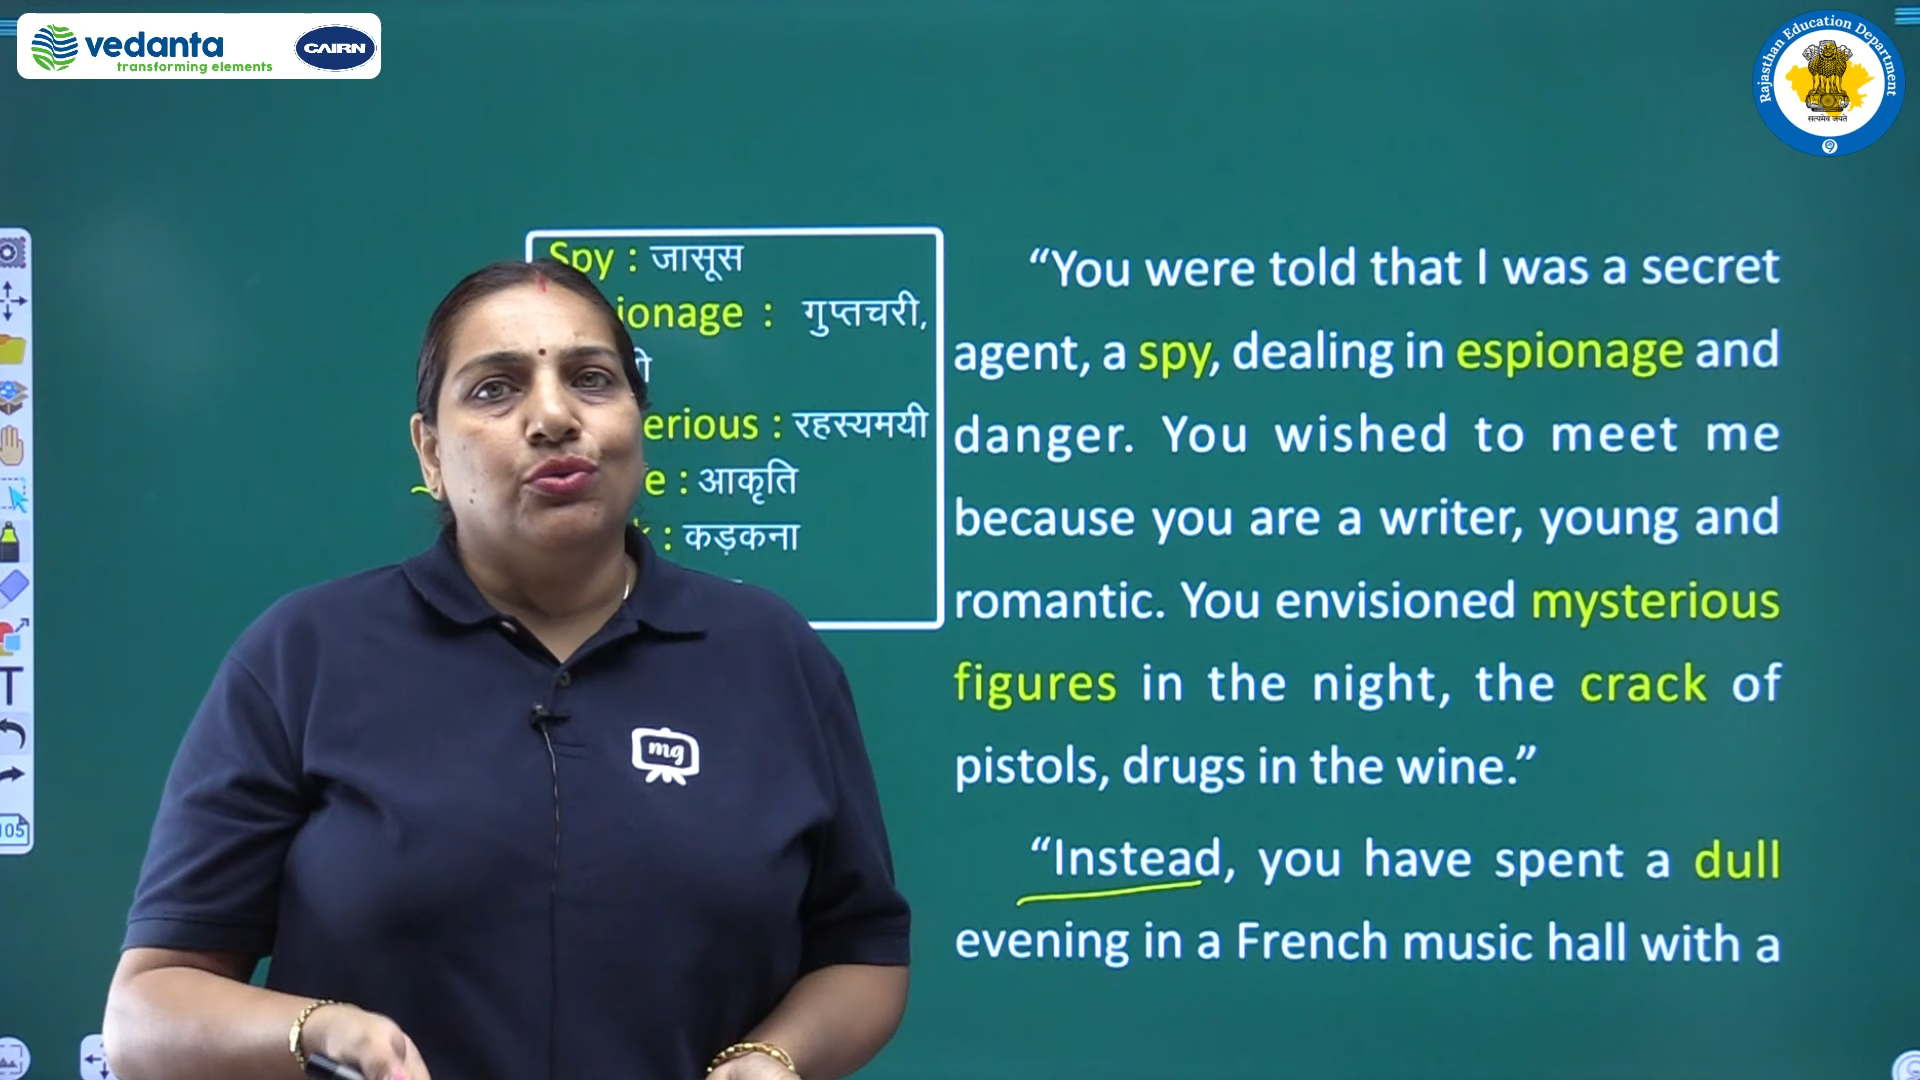 vedanta
transforming elements
CAIRN
Rajasthan Education Department
सत्यमेव जयते
Spy : जासूस
ionage : गुप्तचरी,
erious : रहस्यमयी
e : आकृति
k : कड़कना
“You were told that I was a secret
agent, a spy, dealing in espionage and
danger. You wished to meet me
because you are a writer, young and
romantic. You envisioned mysterious
figures in the night, the crack of
pistols, drugs in the wine.”
“Instead, you have spent a dull
evening in a French music hall with a
mg
T
105